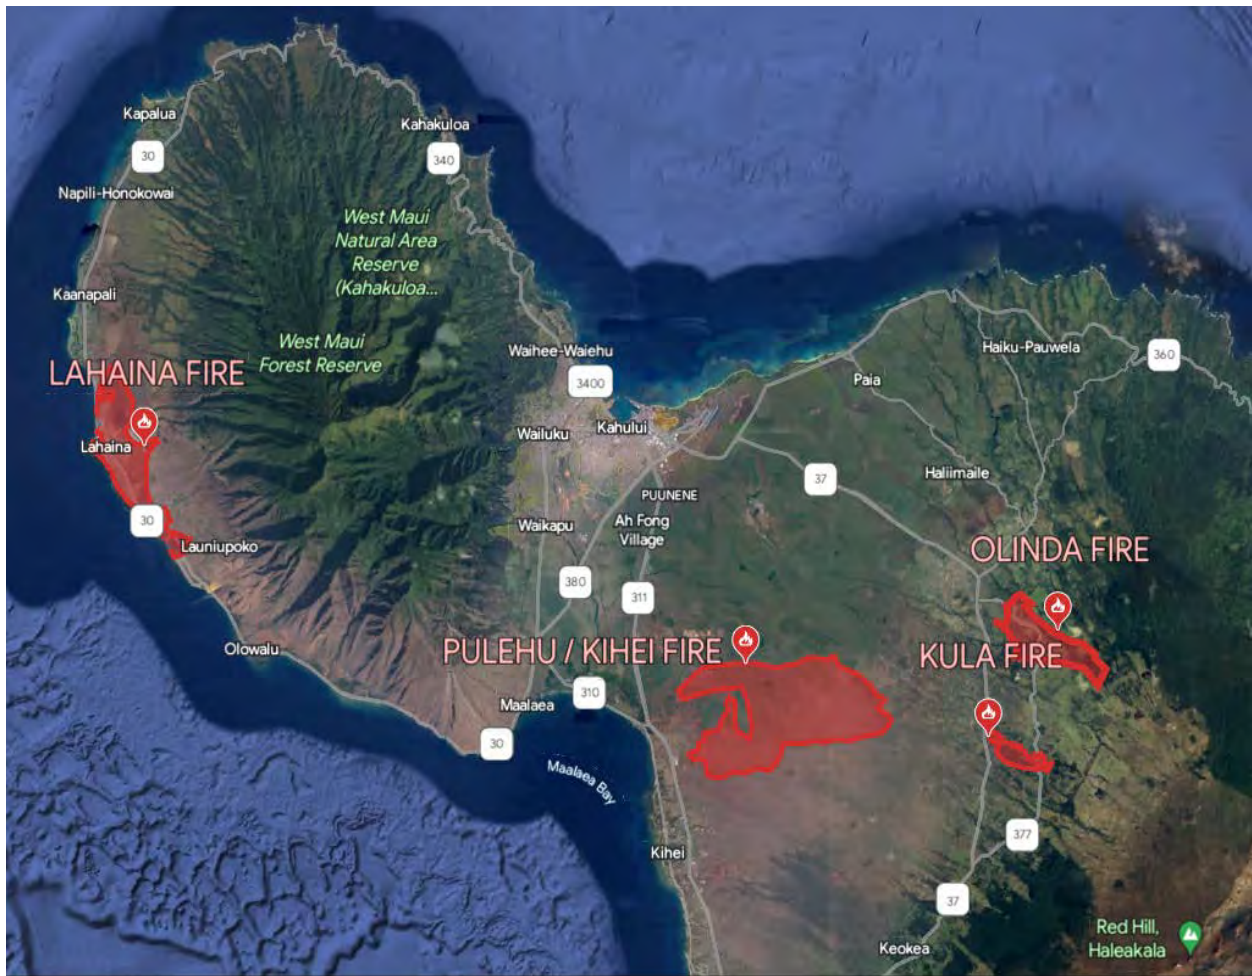 Kapalua
30
Kahakuloa
340
Napili-Honokowai
West Maui
Natural Area
Reserve
(Kahakuloa...
Kaanapali
West Maui
Forest Reserve
Waihee-Waiehu
3400
Haiku-Pauwela
360
LAHAINA FIRE
Paia
Lahaina
Wailuku
Kahului
37
Haliimaile
PUUNENE
30
Launiupoko
Waikapu
Ah Fong
Village
OLINDA FIRE
380
311
Olowalu
PULEHU / KIHEI FIRE
KULA FIRE
Maalaea
310
30
Maalaea Bay
Kihei
377
37
Keokea
Red Hill,
Haleakala